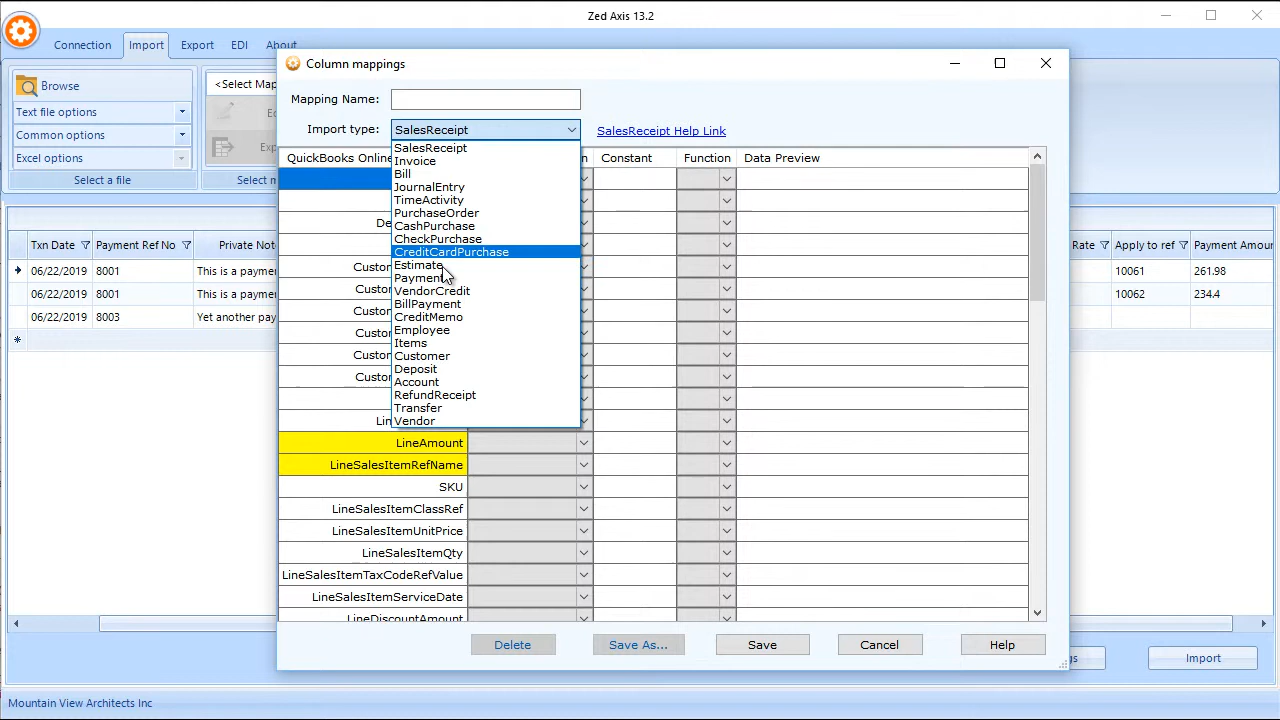 Zed Axis 13.2
Connection Import Export EDI About
Browse
Text file options
Common options
Excel options
Select a file
<Select Map
Column mappings
Mapping Name:
Import type: SalesReceipt SalesReceipt Help Link
SalesReceipt
Invoice
Bill
JournalEntry
TimeActivity
PurchaseOrder
CashPurchase
CheckPurchase
CreditCardPurchase
Estimate
Payment
VendorCredit
BillPayment
CreditMemo
Employee
Items
Customer
Deposit
Account
RefundReceipt
Transfer
Vendor
QuickBooks Online Constant Function Data Preview
LineAmount
LineSalesItemRefName
SKU
LineSalesItemClassRef
LineSalesItemUnitPrice
LineSalesItemQty
LineSalesItemTaxCodeRefValue
LineSalesItemServiceDate
LineDiscountAmount
Delete Save As... Save Cancel Help
Txn Date Payment Ref No Private Not Rate Apply to ref Payment Amoun
06/22/2019 8001 This is a paymen 10061 261.98
06/22/2019 8001 This is a paymen 10062 234.4
06/22/2019 8003 Yet another pay
Import
Mountain View Architects Inc